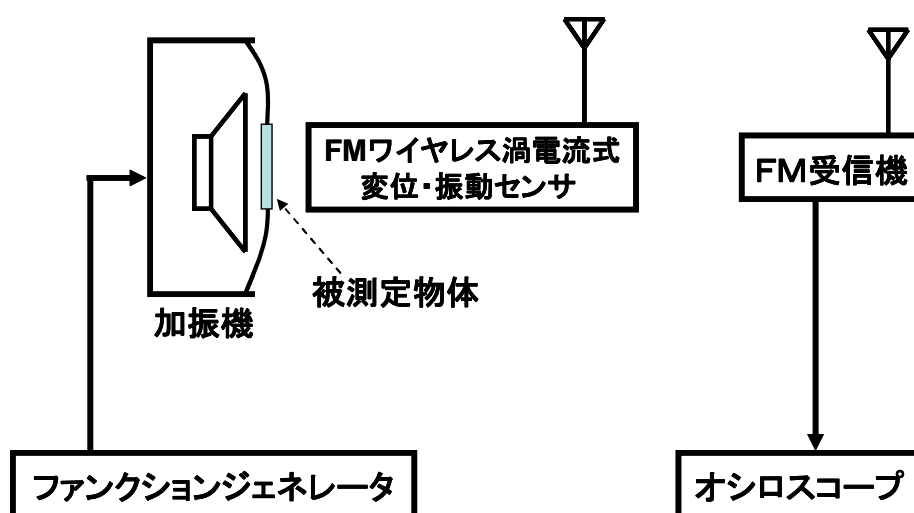 FMワイヤレス渦電流式
変位・振動センサ
FM受信機
被測定物体
加振機
ファンクションジェネレータ
オシロスコープ